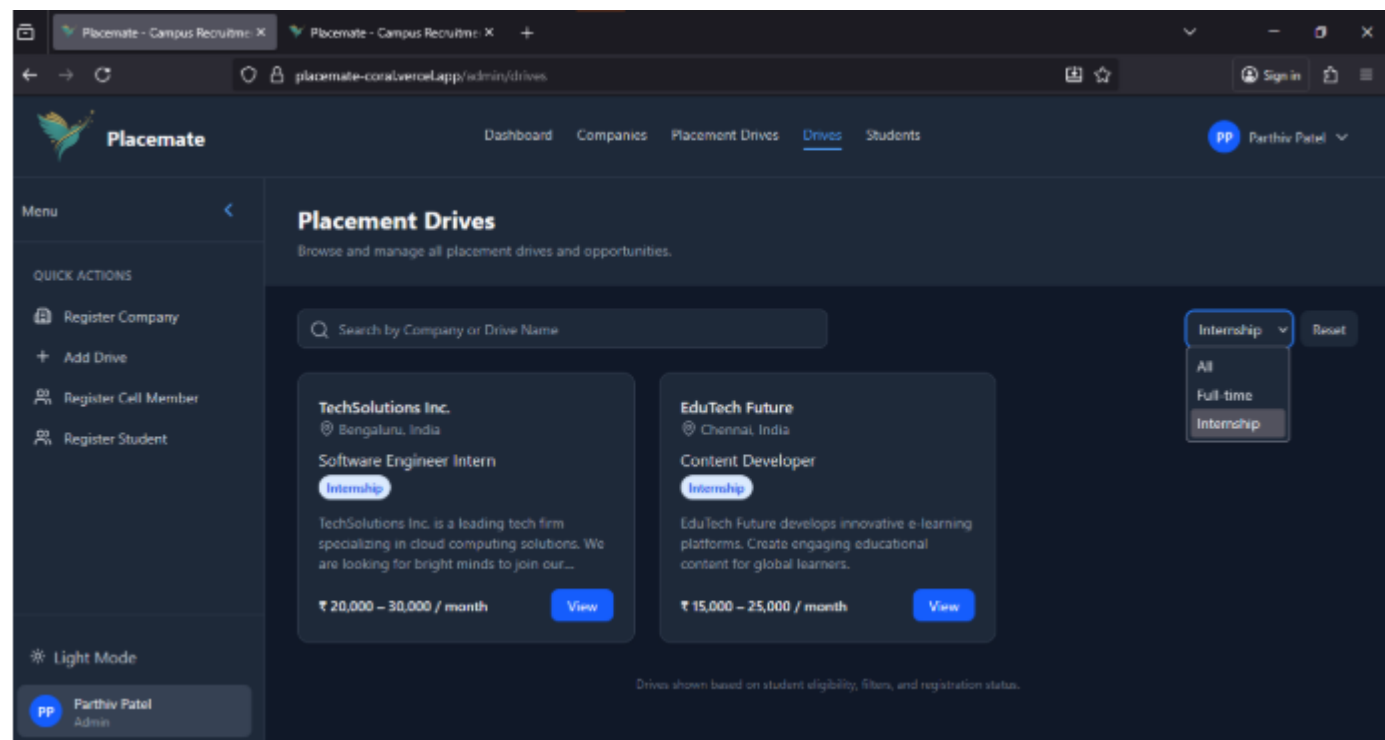 Placemate - Campus Recruitme
Placemate - Campus Recruitme
placemate-coral.vercel.app/admin/drives
Sign in
Placemate
Dashboard Companies Placement Drives Drives Students
PP Parthiv Patel
Menu
Placement Drives
Browse and manage all placement drives and opportunities.
QUICK ACTIONS
Register Company
Add Drive
Register Cell Member
Register Student
Search by Company or Drive Name
Internship
Reset
All
Full-time
Internship
TechSolutions Inc.
Bengaluru, India
Software Engineer Intern
Internship
TechSolutions Inc. is a leading tech firm
specializing in cloud computing solutions. We
are looking for bright minds to join our...
₹ 20,000 – 30,000 / month
View
EduTech Future
Chennai, India
Content Developer
Internship
EduTech Future develops innovative e-learning
platforms. Create engaging educational
content for global learners.
₹ 15,000 – 25,000 / month
View
Drives shown based on student eligibility, filters, and registration status.
Light Mode
PP
Parthiv Patel
Admin